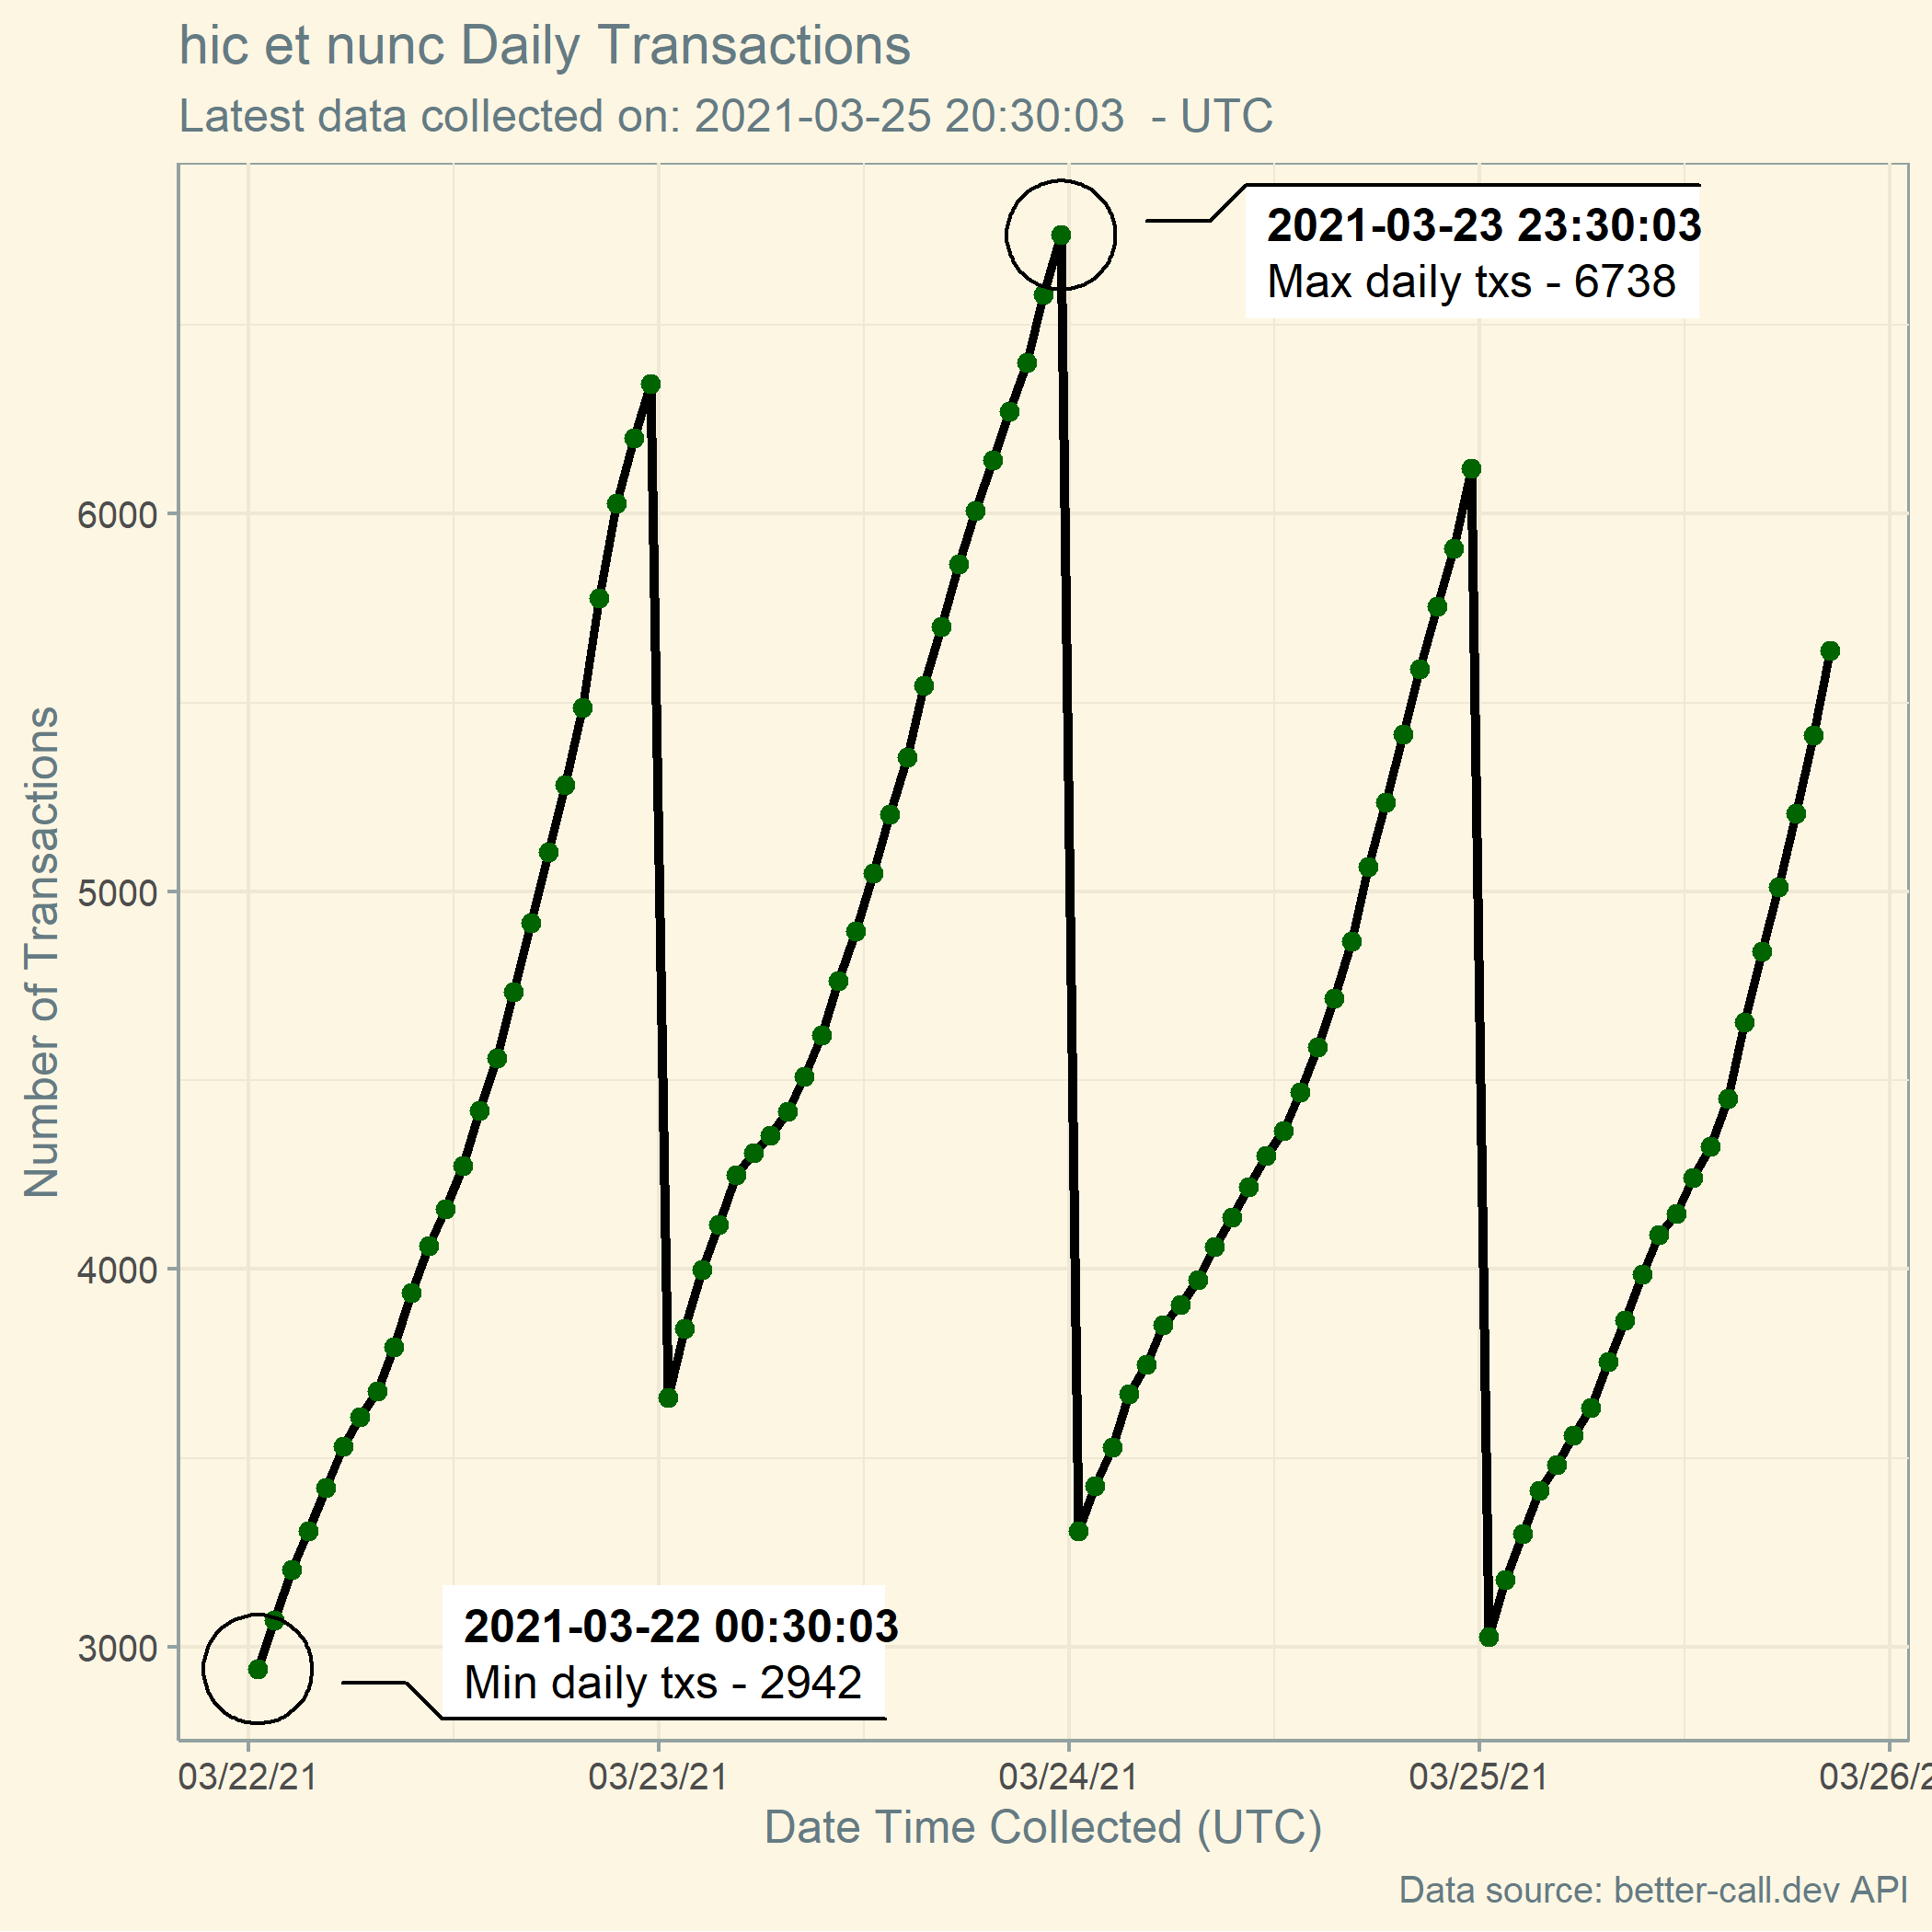 hic et nunc Daily Transactions
Latest data collected on: 2021-03-25 20:30:03  - UTC
2021-03-23 23:30:03
Max daily txs - 6738
6000
5000
4000
3000
Number of Transactions
2021-03-22 00:30:03
Min daily txs - 2942
03/22/21 03/23/21 03/24/21 03/25/21 03/26/2
Date Time Collected (UTC)
Data source: better-call.dev API